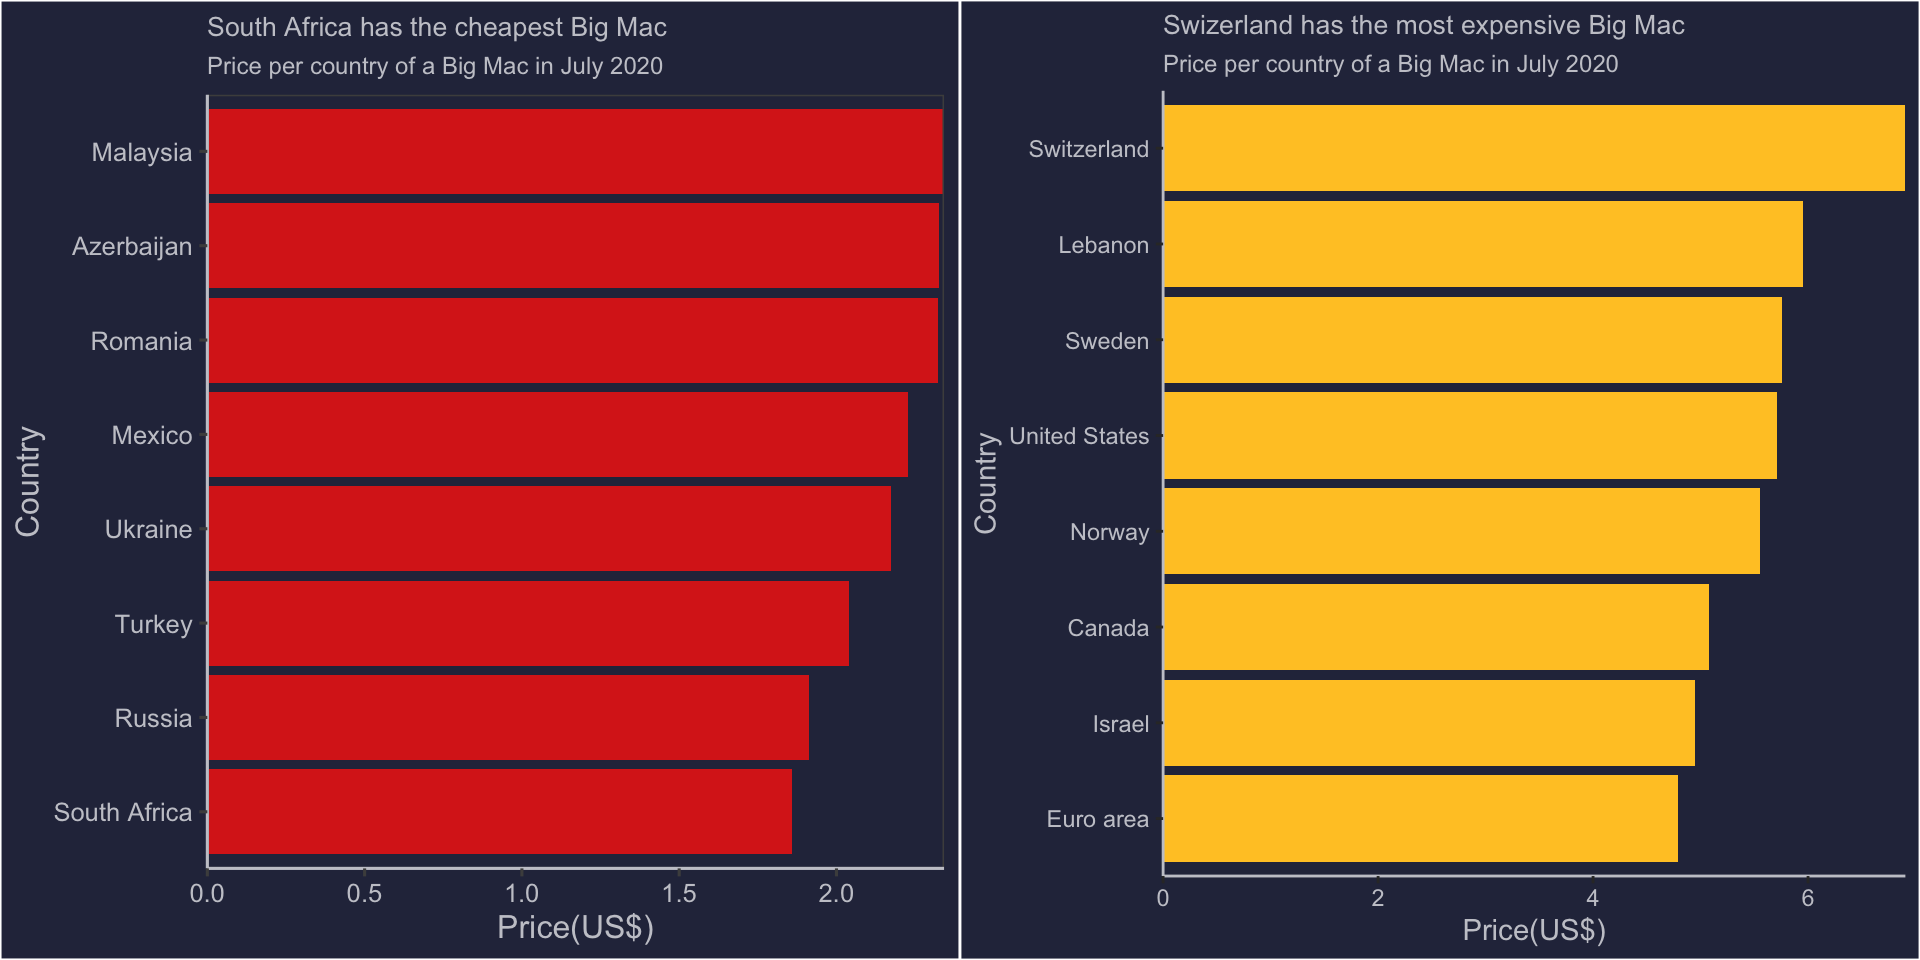 South Africa has the cheapest Big Mac
Price per country of a Big Mac in July 2020
Malaysia
Azerbaijan
Romania
Mexico
Ukraine
Turkey
Russia
South Africa
Country
0.0 0.5 1.0 1.5 2.0
Price(US$)
Swizerland has the most expensive Big Mac
Price per country of a Big Mac in July 2020
Switzerland
Lebanon
Sweden
United States
Norway
Canada
Israel
Euro area
Country
0 2 4 6
Price(US$)